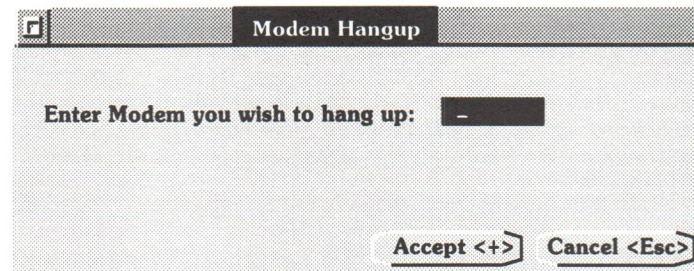 Modem Hangup
Enter Modem you wish to hang up: _
Accept <+> Cancel <Esc>